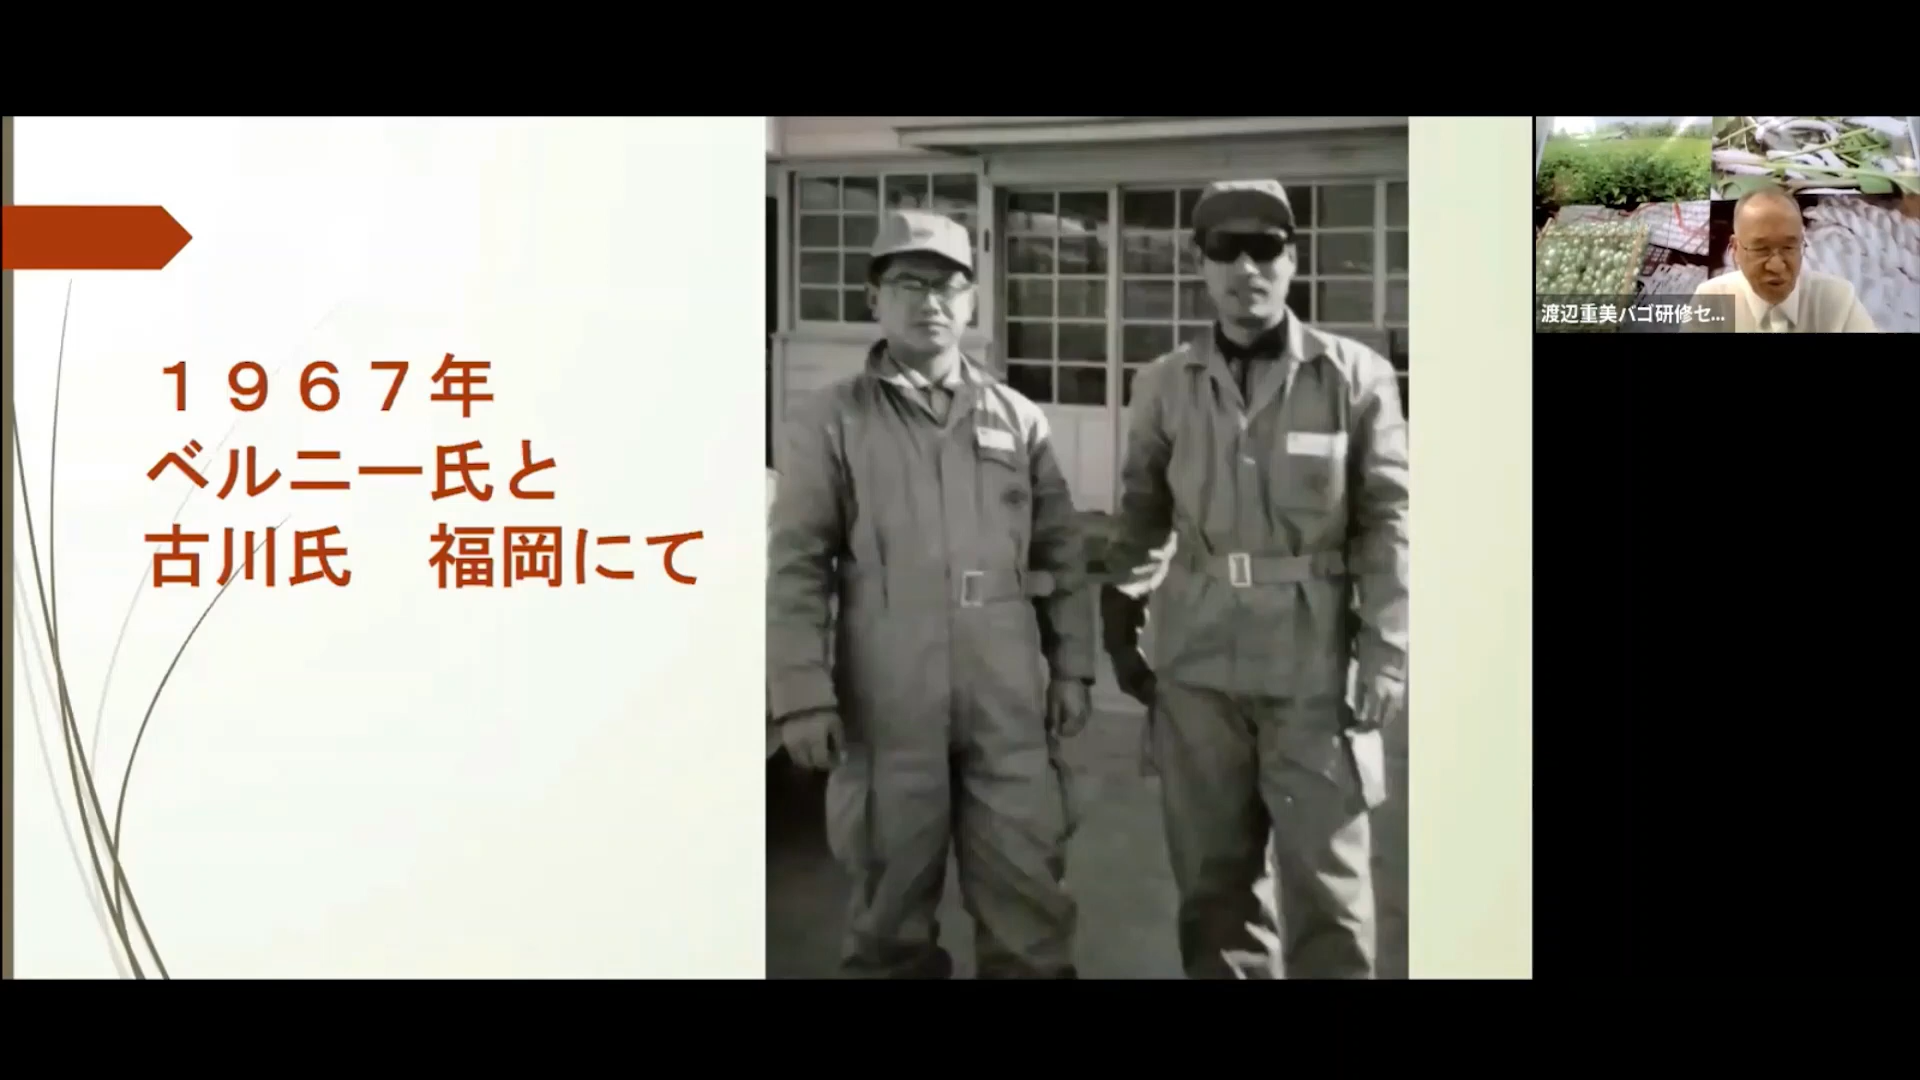 １９６７年
ベルニー氏と
古川氏　福岡にて
渡辺重美バゴ研修セ...